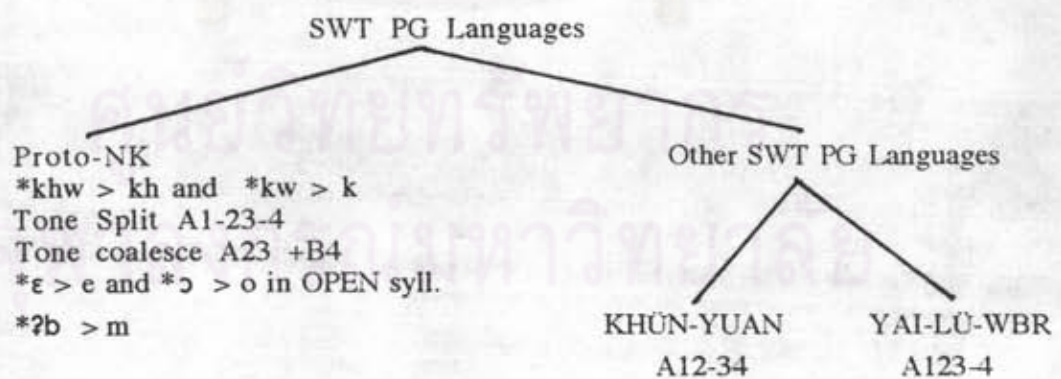 SWT PG Languages
Proto-NK
*khw > kh and *kw > k
Tone Split A1-23-4
Tone coalesce A23 +B4
*ɛ > e and *ɔ > o in OPEN syll.
*ʔb > m
Other SWT PG Languages
KHÜN-YUAN
A12-34
YAI-LÜ-WBR
A123-4